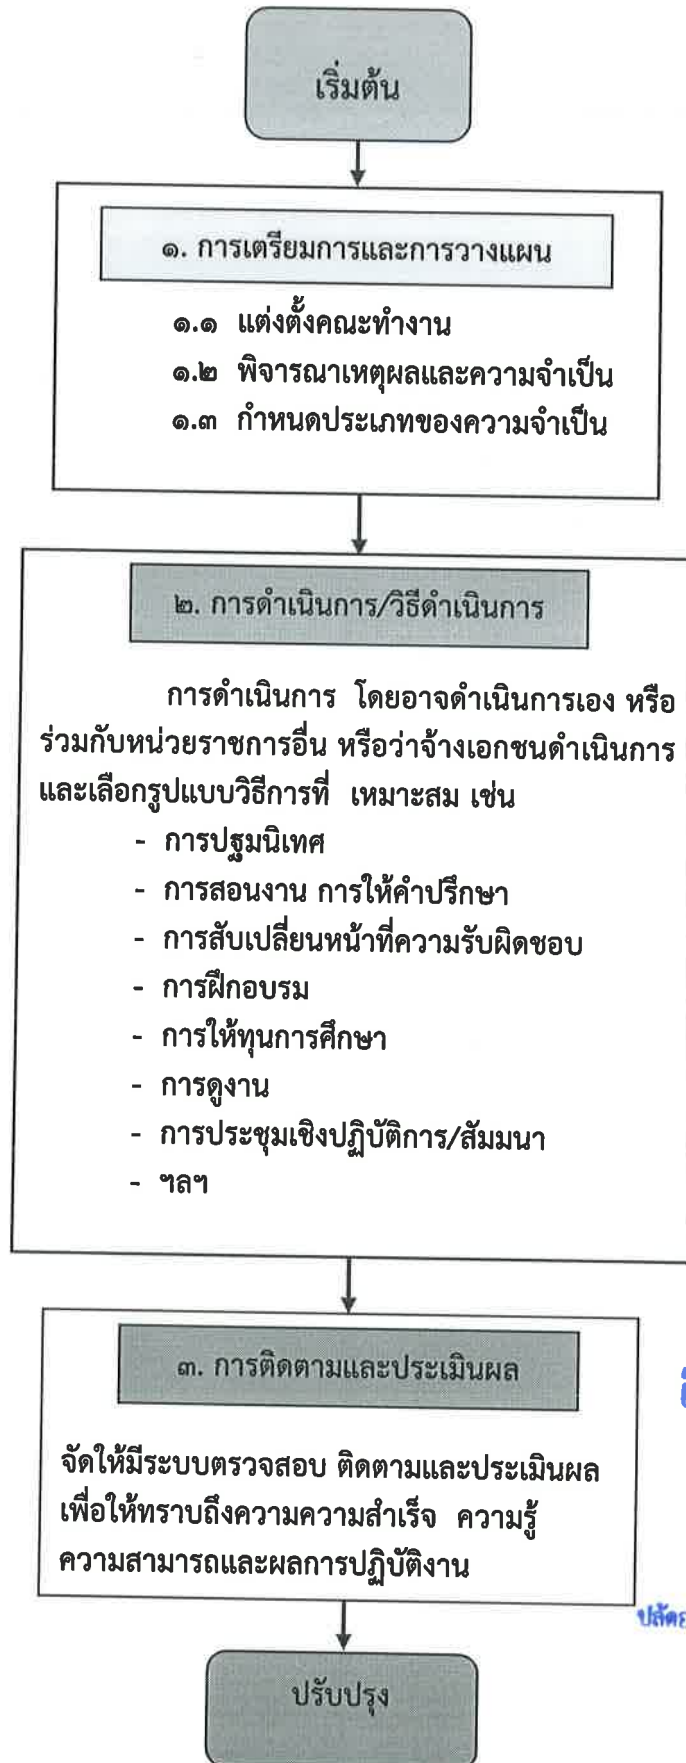 เริ่มต้น
๑. การเตรียมการและการวางแผน
๑.๑ แต่งตั้งคณะทำงาน
๑.๒ พิจารณาเหตุผลและความจำเป็น
๑.๓ กำหนดประเภทของความจำเป็น
๒. การดำเนินการ/วิธีดำเนินการ
การดำเนินการ โดยอาจดำเนินการเอง หรือ
ร่วมกับหน่วยราชการอื่น หรือว่าจ้างเอกชนดำเนินการ
และเลือกรูปแบบวิธีการที่ เหมาะสม เช่น
- การปฐมนิเทศ
- การสอนงาน การให้คำปรึกษา
- การสับเปลี่ยนหน้าที่ความรับผิดชอบ
- การฝึกอบรม
- การให้ทุนการศึกษา
- การดูงาน
- การประชุมเชิงปฏิบัติการ/สัมมนา
- ฯลฯ
๓. การติดตามและประเมินผล
จัดให้มีระบบตรวจสอบ ติดตามและประเมินผล
เพื่อให้ทราบถึงความความสำเร็จ ความรู้
ความสามารถและผลการปฏิบัติงาน
ปรับปรุง